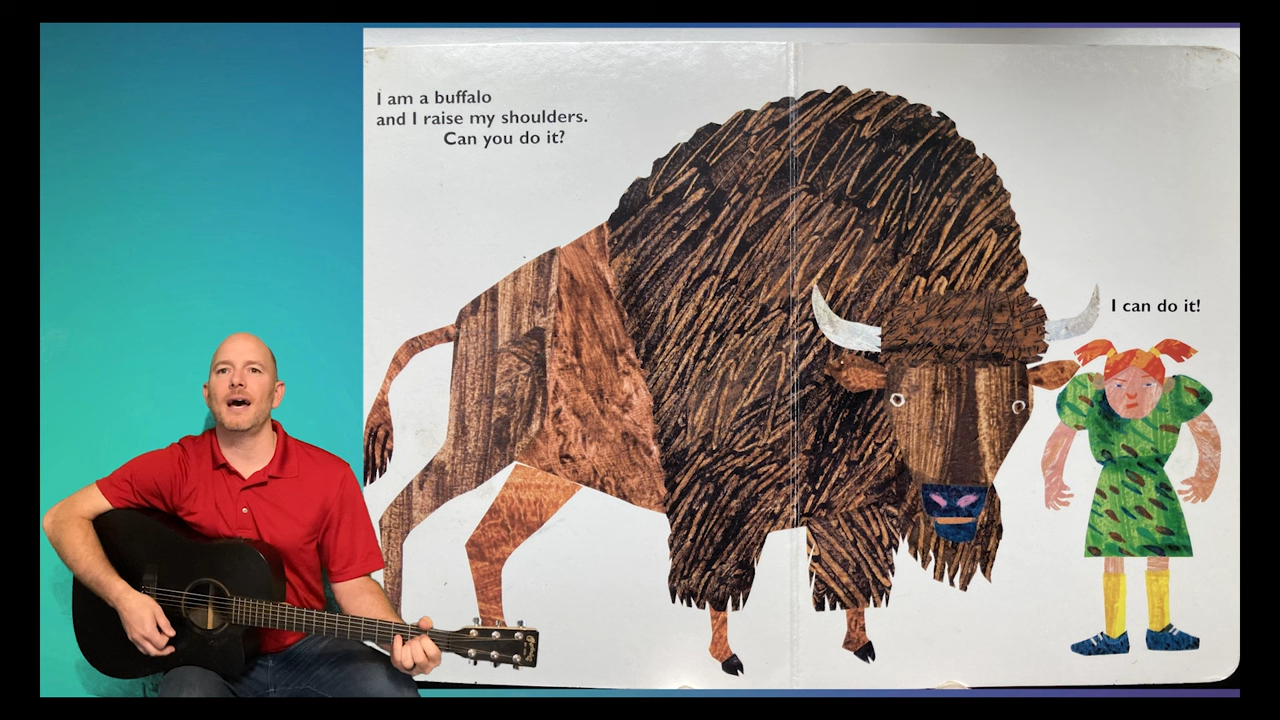 I am a buffalo
and I raise my shoulders.
Can you do it?
I can do it!